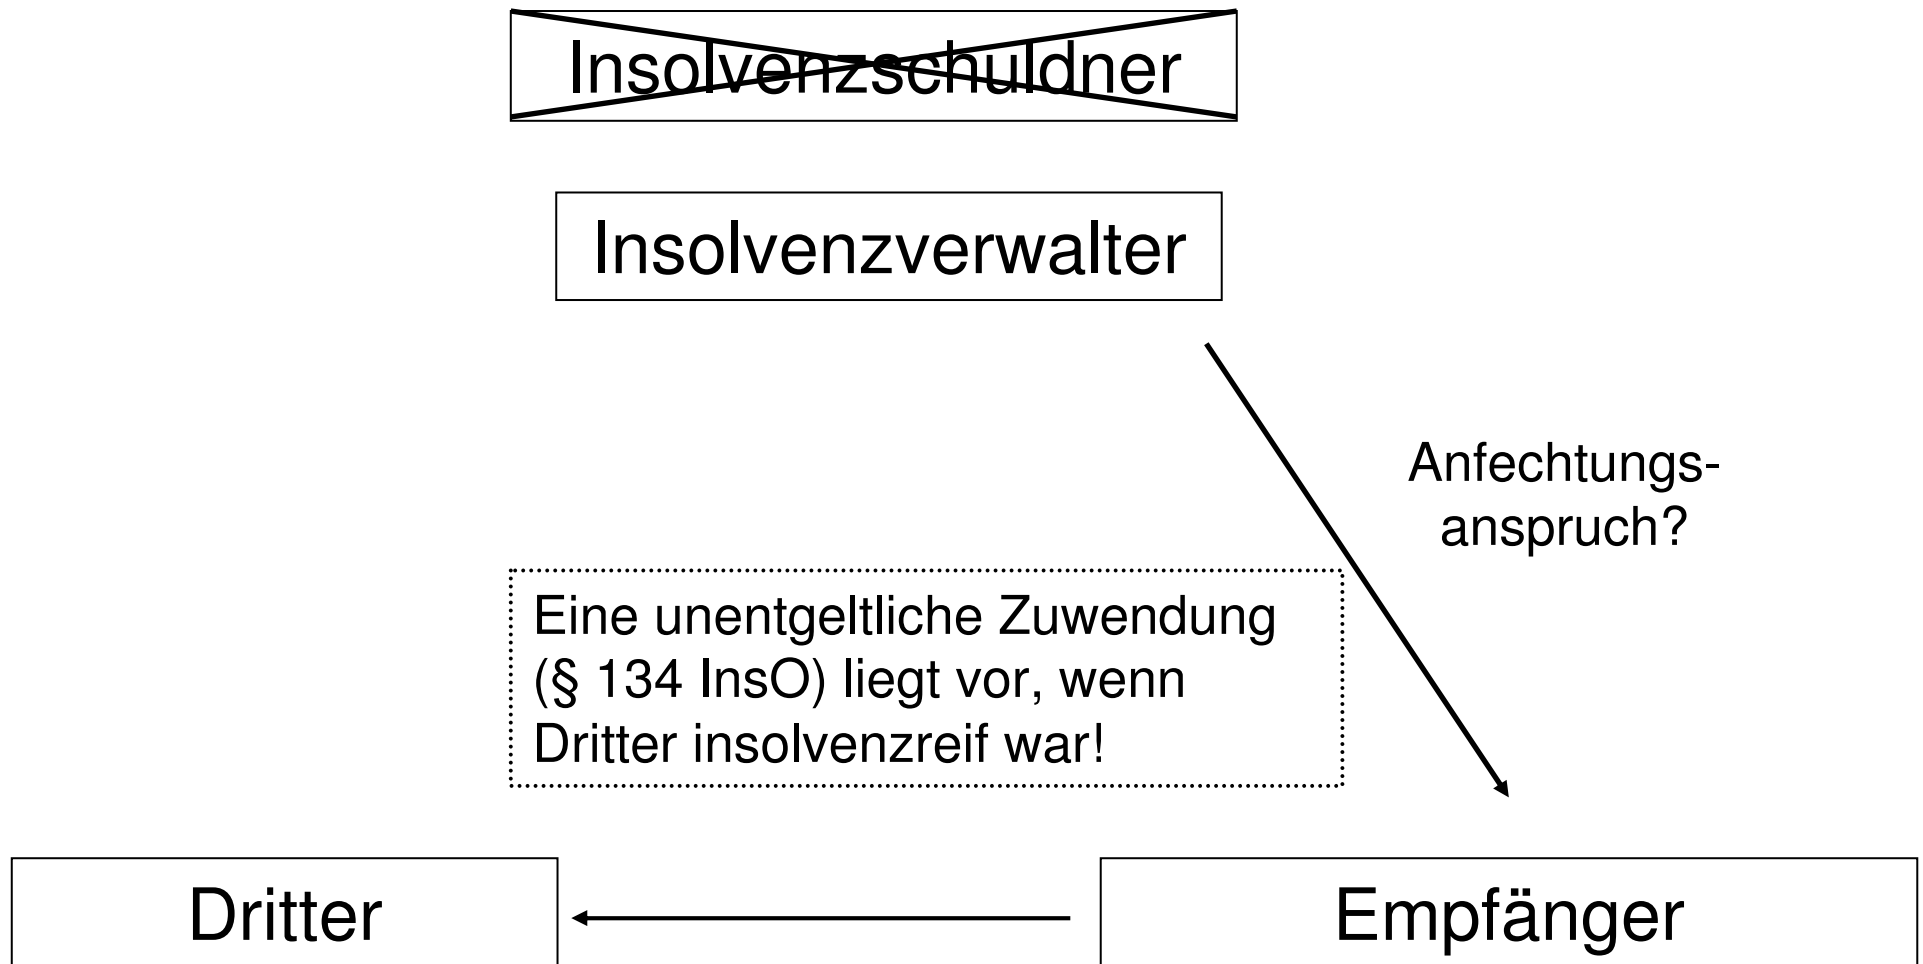 Insolvenzschuldner
Insolvenzverwalter
Anfechtungs-
anspruch?
Eine unentgeltliche Zuwendung
(§ 134 InsO) liegt vor, wenn
Dritter insolvenzreif war!
Dritter
Empfänger